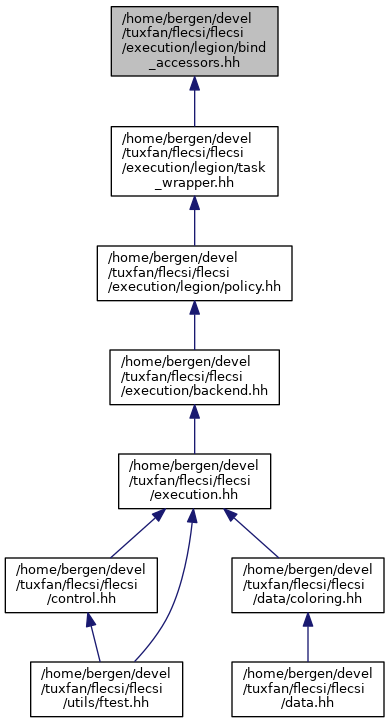 /home/bergen/devel
/tuxfan/flecsi/flecsi
/execution/legion/bind
_accessors.hh
/home/bergen/devel
/tuxfan/flecsi/flecsi
/execution/legion/task
_wrapper.hh
/home/bergen/devel
/tuxfan/flecsi/flecsi
/execution/legion/policy.hh
/home/bergen/devel
/tuxfan/flecsi/flecsi
/execution/backend.hh
/home/bergen/devel
/tuxfan/flecsi/flecsi
/execution.hh
/home/bergen/devel
/tuxfan/flecsi/flecsi
/control.hh
/home/bergen/devel
/tuxfan/flecsi/flecsi
/data/coloring.hh
/home/bergen/devel
/tuxfan/flecsi/flecsi
/utils/ftest.hh
/home/bergen/devel
/tuxfan/flecsi/flecsi
/data.hh